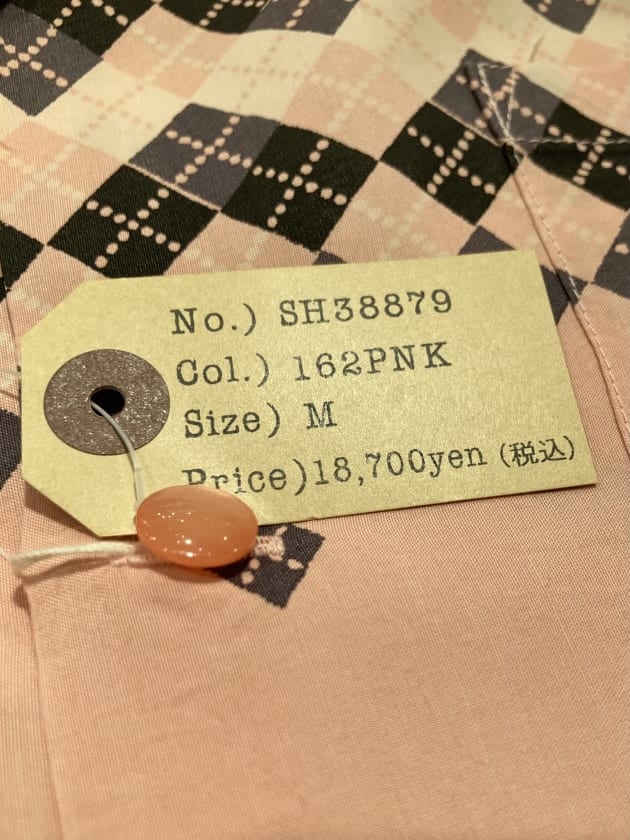 No.) SH38879
Col.) 162PNK
Size) M
Price)18,700yen (税込)